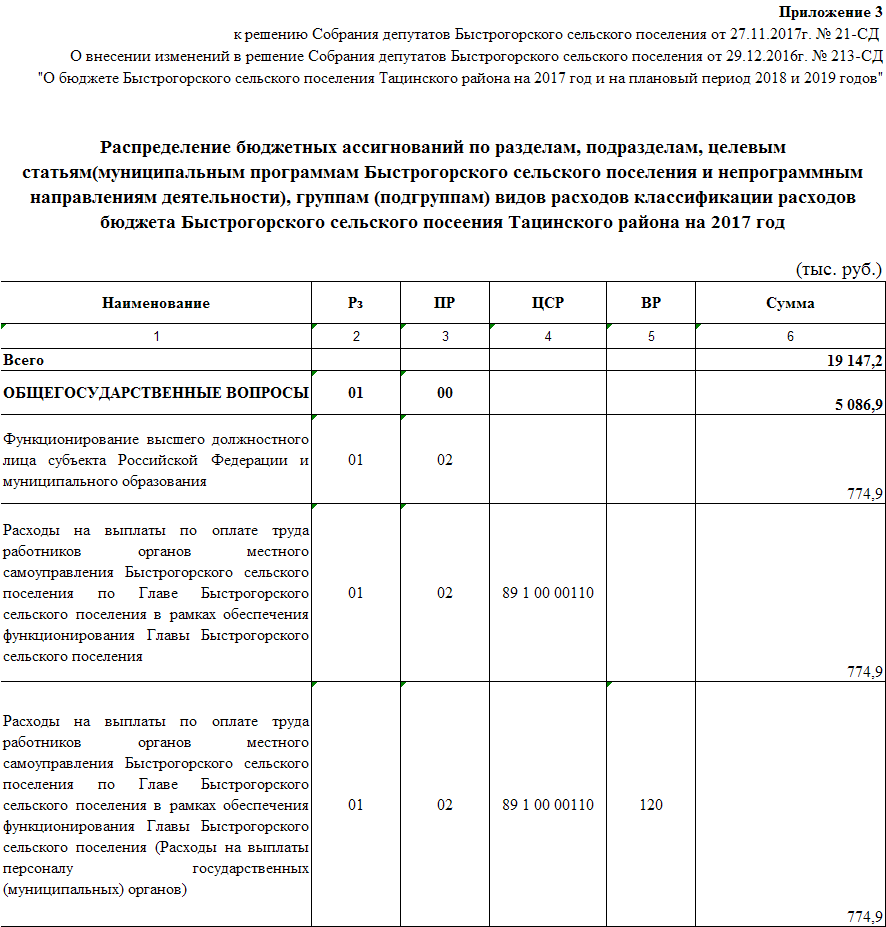 Приложение 3
к решению Собрания депутатов Быстрогорского сельского поселения от 27.11.2017г. № 21-СД
О внесении изменений в решение Собрания депутатов Быстрогорского сельского поселения от 29.12.2016г. № 213-СД
"О бюджете Быстрогорского сельского поселения Тацинского района на 2017 год и на плановый период 2018 и 2019 годов"
Распределение бюджетных ассигнований по разделам, подразделам, целевым
статьям(муниципальным программам Быстрогорского сельского поселения и непрограммным
направлениям деятельности), группам (подгруппам) видов расходов классификации расходов
бюджета Быстрогорского сельского посеения Тацинского района на 2017 год
(тыс. руб.)
Наименование Рз ПР ЦСР ВР Сумма
1 2 3 4 5 6
Всего 19 147,2
ОБЩЕГОСУДАРСТВЕННЫЕ ВОПРОСЫ 01 00
5 086,9
Функционирование высшего должностного
лица субъекта Российской Федерации и 01 02
муниципального образования
774,9
Расходы на выплаты по оплате труда
работников органов местного
самоуправления Быстрогорского сельского
поселения по Главе Быстрогорского 01 02 89 1 00 00110
сельского поселения в рамках обеспечения
функционирования Главы Быстрогорского
сельского поселения
774,9
Расходы на выплаты по оплате труда
работников органов местного
самоуправления Быстрогорского сельского
поселения по Главе Быстрогорского
сельского поселения в рамках обеспечения 01 02 89 1 00 00110 120
функционирования Главы Быстрогорского
сельского поселения (Расходы на выплаты
персоналу государственных
(муниципальных) органов)
774,9